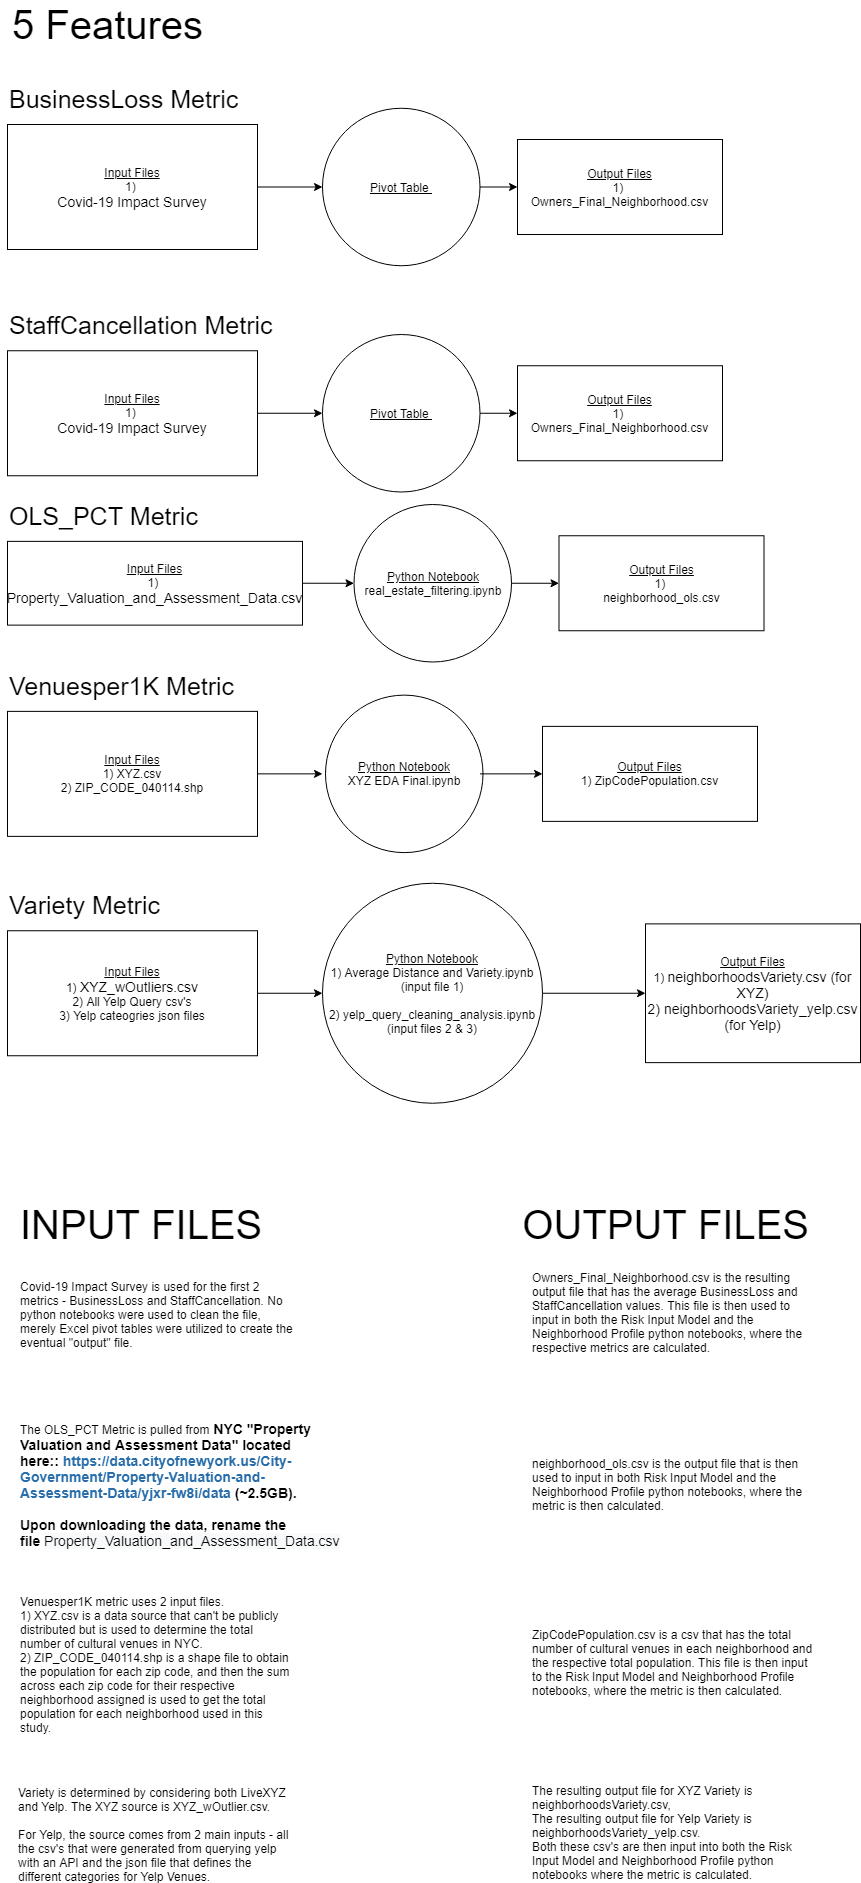 5 Features
BusinessLoss Metric
Input Files
1)
Covid-19 Impact Survey
Pivot Table
Output Files
1)
Owners_Final_Neighborhood.csv
StaffCancellation Metric
Input Files
1)
Covid-19 Impact Survey
Pivot Table
Output Files
1)
Owners_Final_Neighborhood.csv
OLS_PCT Metric
Input Files
1)
Property_Valuation_and_Assessment_Data.csv
Python Notebook
real_estate_filtering.ipynb
Output Files
1)
neighborhood_ols.csv
Venuesper1K Metric
Input Files
1) XYZ.csv
2) ZIP_CODE_040114.shp
Python Notebook
XYZ EDA Final.ipynb
Output Files
1) ZipCodePopulation.csv
Variety Metric
Input Files
1) XYZ_wOutliers.csv
2) All Yelp Query csv's
3) Yelp cateogries json files
Python Notebook
1) Average Distance and Variety.ipynb
(input file 1)
2) yelp_query_cleaning_analysis.ipynb
(input files 2 & 3)
Output Files
1) neighborhoodsVariety.csv (for
XYZ)
2) neighborhoodsVariety_yelp.csv
(for Yelp)
INPUT FILES
Covid-19 Impact Survey is used for the first 2
metrics - BusinessLoss and StaffCancellation. No
python notebooks were used to clean the file,
merely Excel pivot tables were utilized to create the
eventual "output" file.
The OLS_PCT Metric is pulled from NYC "Property
Valuation and Assessment Data" located
here:: https://data.cityofnewyork.us/City-
Government/Property-Valuation-and-
Assessment-Data/yjxr-fw8i/data (~2.5GB).
Upon downloading the data, rename the
file Property_Valuation_and_Assessment_Data.csv
Venuesper1K metric uses 2 input files.
1) XYZ.csv is a data source that can't be publicly
distributed but is used to determine the total
number of cultural venues in NYC.
2) ZIP_CODE_040114.shp is a shape file to obtain
the population for each zip code, and then the sum
across each zip code for their respective
neighborhood assigned is used to get the total
population for each neighborhood used in this
study.
Variety is determined by considering both LiveXYZ
and Yelp. The XYZ source is XYZ_wOutlier.csv.
For Yelp, the source comes from 2 main inputs - all
the csv's that were generated from querying yelp
with an API and the json file that defines the
different categories for Yelp Venues.
OUTPUT FILES
Owners_Final_Neighborhood.csv is the resulting
output file that has the average BusinessLoss and
StaffCancellation values. This file is then used to
input in both the Risk Input Model and the
Neighborhood Profile python notebooks, where the
respective metrics are calculated.
neighborhood_ols.csv is the output file that is then
used to input in both Risk Input Model and the
Neighborhood Profile python notebooks, where the
metric is then calculated.
ZipCodePopulation.csv is a csv that has the total
number of cultural venues in each neighborhood and
the respective total population. This file is then input
to the Risk Input Model and Neighborhood Profile
notebooks, where the metric is then calculated.
The resulting output file for XYZ Variety is
neighborhoodsVariety.csv,
The resulting output file for Yelp Variety is
neighborhoodsVariety_yelp.csv.
Both these csv's are then input into both the Risk
Input Model and Neighborhood Profile python
notebooks where the metric is calculated.